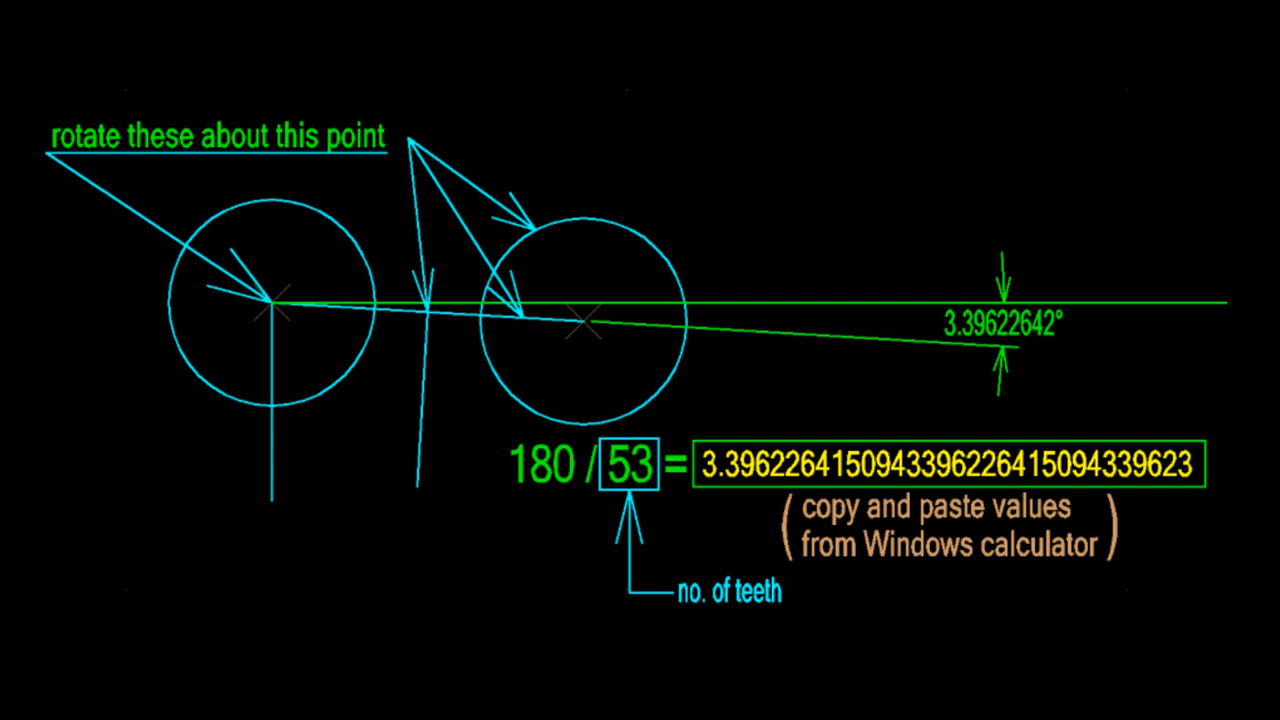 rotate these about this point
3.39622642°
180 / 53 = 3.3962264150943396226415094339623
( copy and paste values
from Windows calculator )
no. of teeth